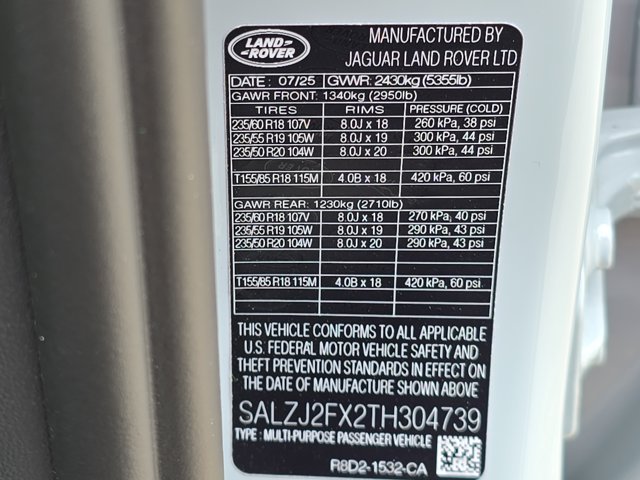 LAND ROVER
MANUFACTURED BY
JAGUAR LAND ROVER LTD
DATE: 07/25 GVWR: 2430kg (5355lb)
GAWR FRONT: 1340kg (2950lb)
TIRES RIMS PRESSURE (COLD)
235/60 R18 107V 8.0J x 18 260 kPa, 38 psi
235/55 R19 105W 8.0J x 19 300 kPa, 44 psi
235/50 R20 104W 8.0J x 20 300 kPa, 44 psi
T155/85 R18 115M 4.0B x 18 420 kPa, 60 psi
GAWR REAR: 1230kg (2710lb)
235/60 R18 107V 8.0J x 18 270 kPa, 40 psi
235/55 R19 105W 8.0J x 19 290 kPa, 43 psi
235/50 R20 104W 8.0J x 20 290 kPa, 43 psi
T155/85 R18 115M 4.0B x 18 420 kPa, 60 psi
THIS VEHICLE CONFORMS TO ALL APPLICABLE
U.S. FEDERAL MOTOR VEHICLE SAFETY AND
THEFT PREVENTION STANDARDS IN EFFECT ON
THE DATE OF MANUFACTURE SHOWN ABOVE
SALZJ2FX2TH304739
TYPE : MULTI-PURPOSE PASSENGER VEHICLE
R8D2-1532-CA